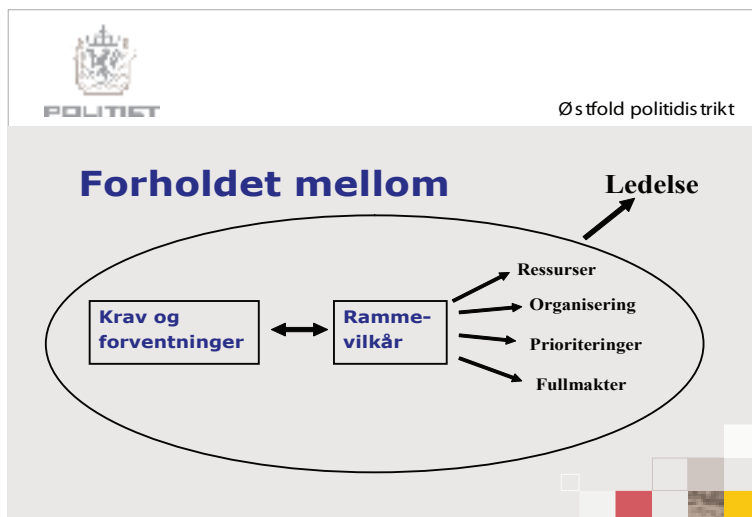 POLITIET
Østfold politidistrikt
Forholdet mellom
Ledelse
Krav og
forventninger
Ramme-
vilkår
Ressurser
Organisering
Prioriteringer
Fullmakter